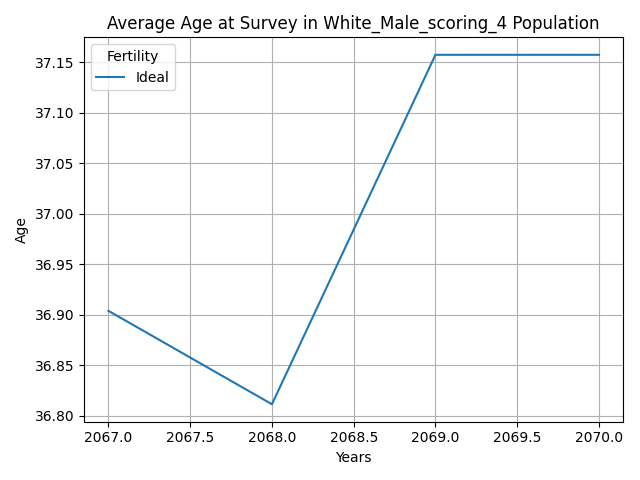 Average Age at Survey in White_Male_scoring_4 Population
Fertility
Ideal
37.15
37.10
37.05
37.00
36.95
36.90
36.85
36.80
Age
2067.0 2067.5 2068.0 2068.5 2069.0 2069.5 2070.0
Years